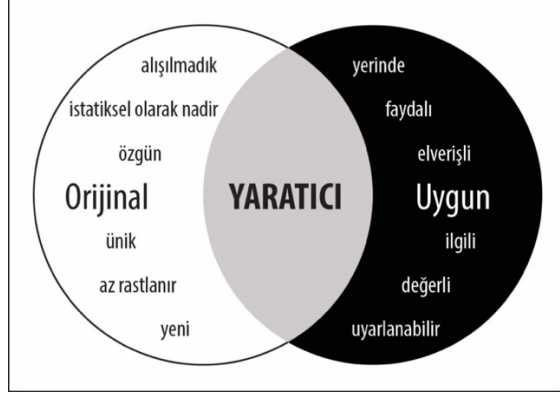 alışılmadık
istatiksel olarak nadir
özgün
Orijinal
ünik
az rastlanır
yeni
YARATICI
yerinde
faydalı
elverişli
Uygun
ilgili
değerli
uyarlanabilir